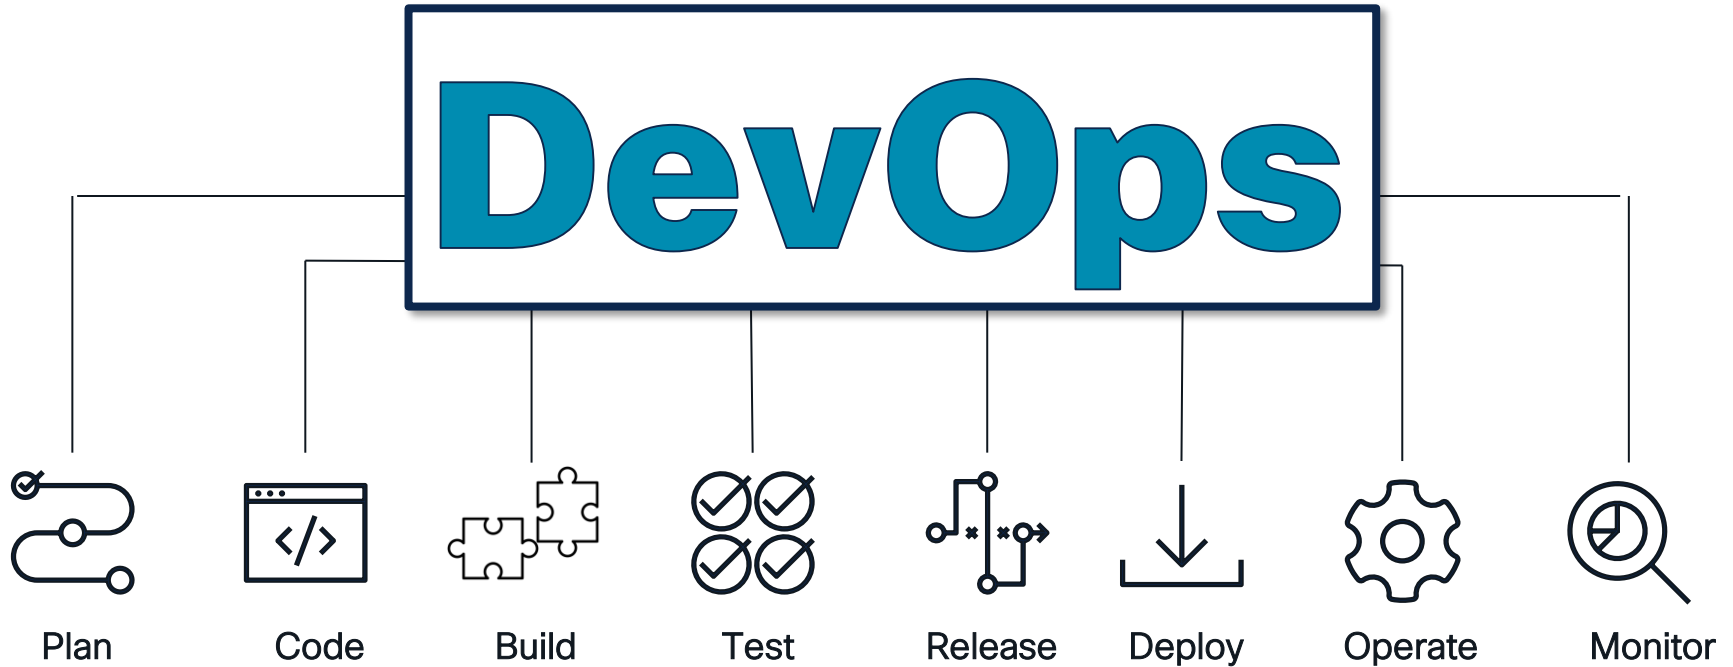 DevOps
Plan
Code
Build
Test
Release
Deploy
Operate
Monitor